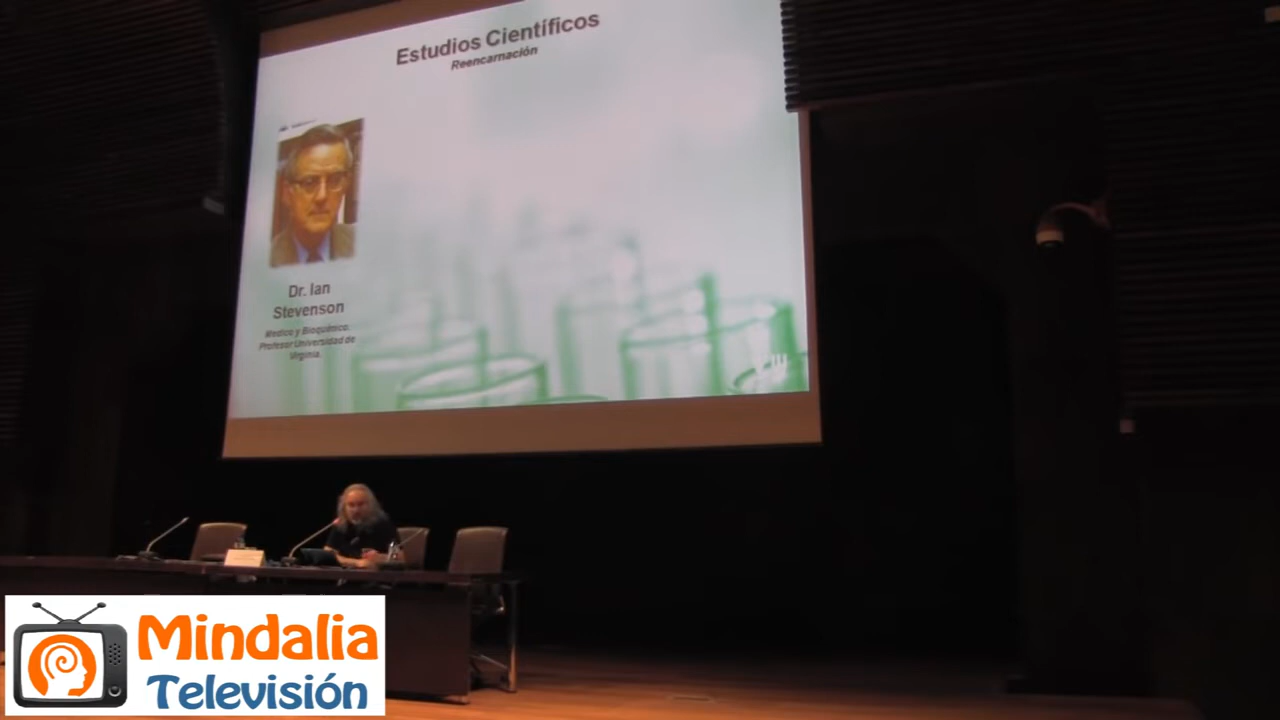 Estudios Científicos
Reencarnación
Dr. Ian
Stevenson
Medico y Bioquímico.
Profesor Universidad de
Virginia.
Mindalia
Televisión